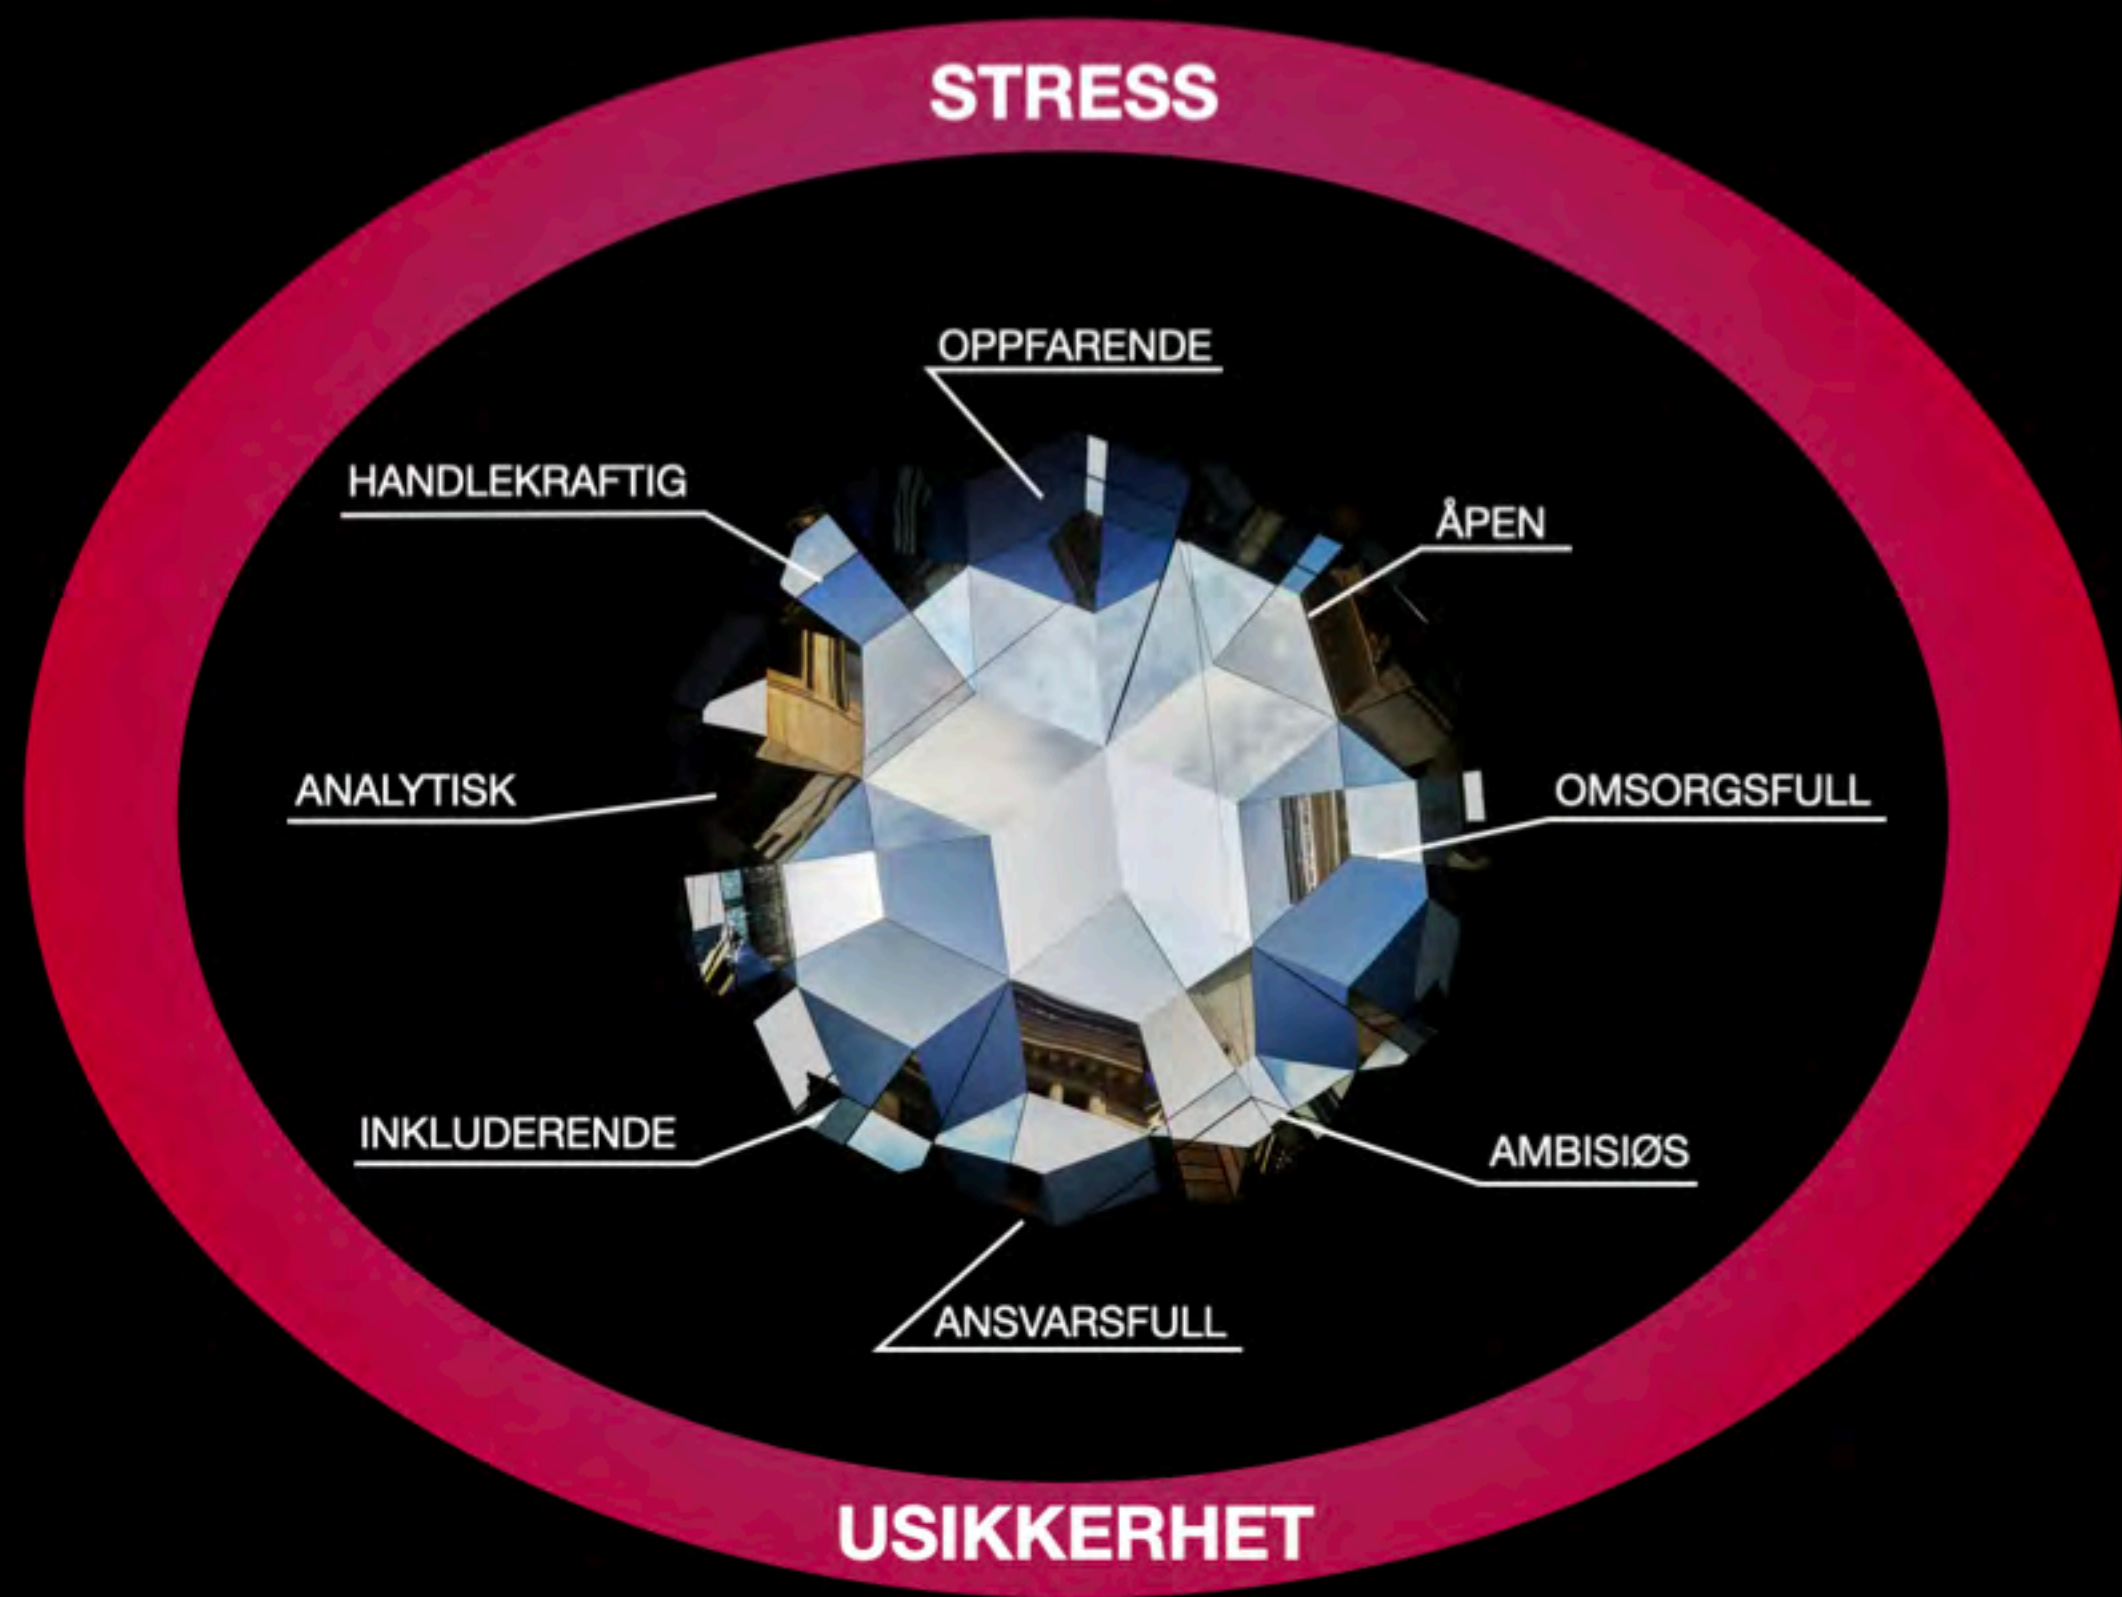 STRESS
OPPFARENDE
HANDLEKRAFTIG
ÅPEN
ANALYTISK
OMSORGSFULL
INKLUDERENDE
AMBISIØS
ANSVARSFULL
USIKKERHET